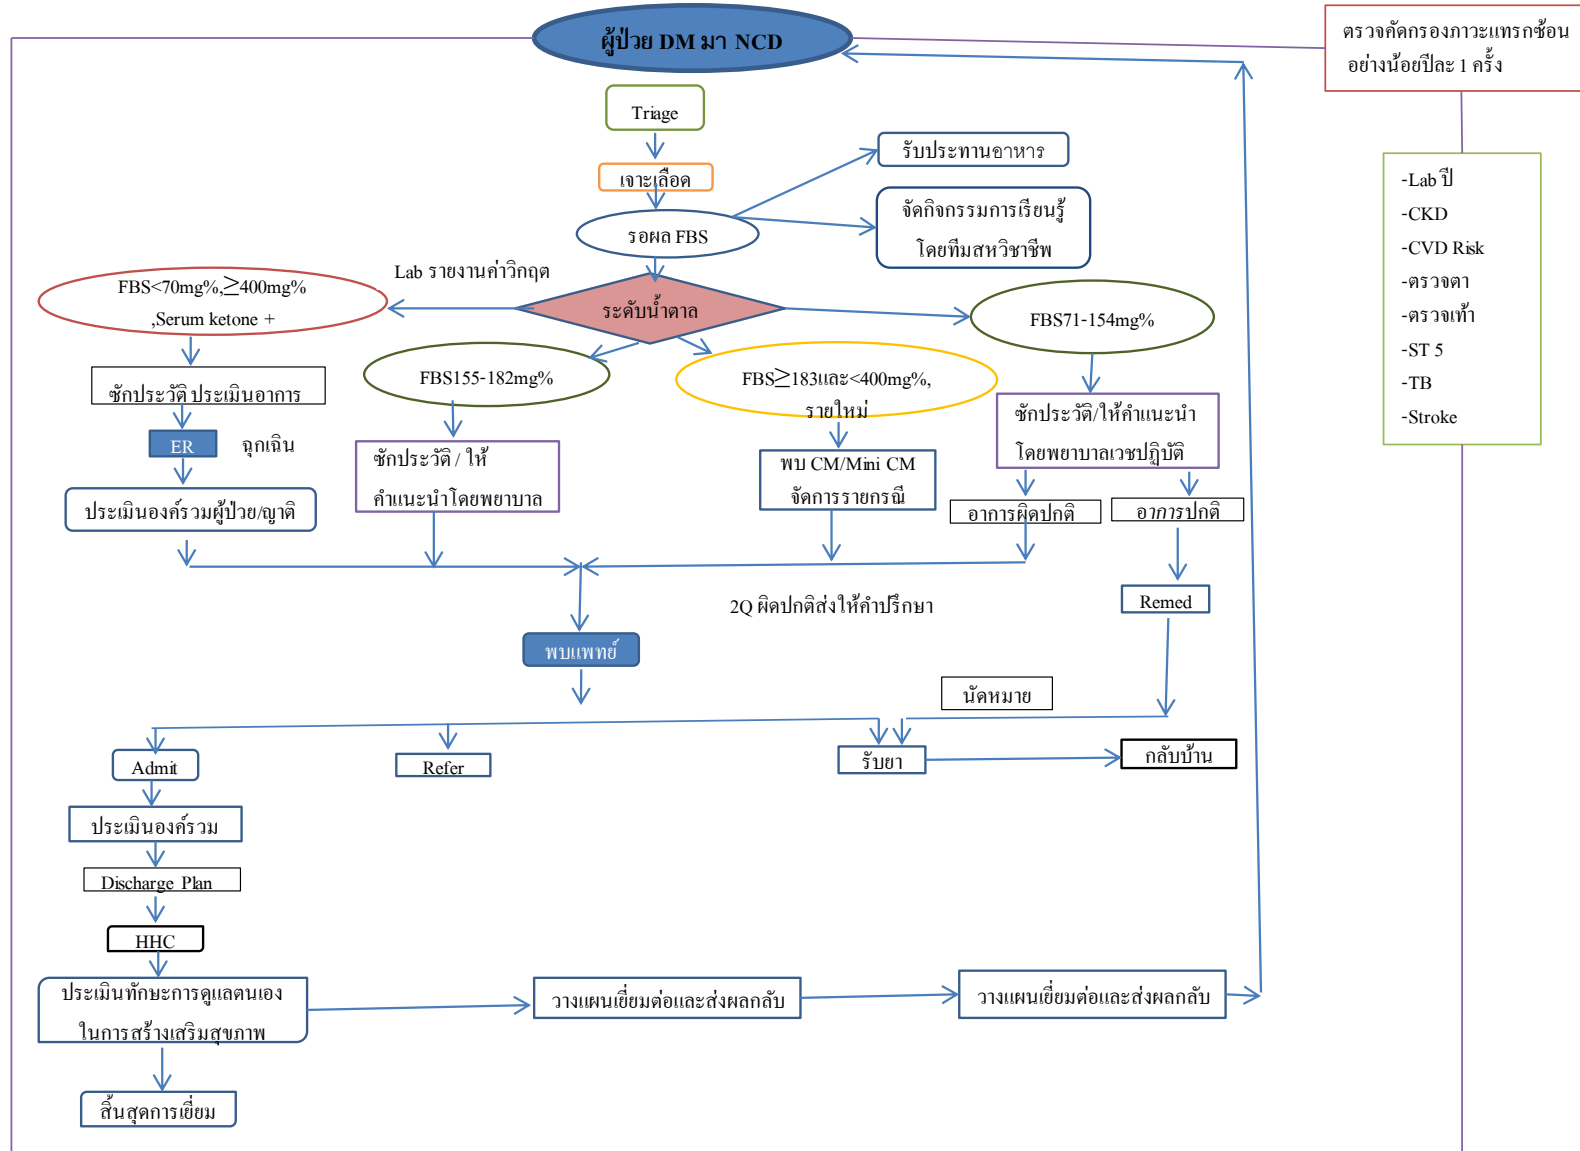 ผู้ป่วย DM มา NCD
ตรวจคัดกรองภาวะแทรกซ้อน
อย่างน้อยปีละ 1 ครั้ง
Triage
เจาะเลือด
รับประทานอาหาร
รอผล FBS
จัดกิจกรรมการเรียนรู้
โดยทีมสหวิชาชีพ
-Lab ปี
-CKD
-CVD Risk
-ตรวจตา
-ตรวจเท้า
-ST 5
-TB
-Stroke
Lab รายงานค่าวิกฤต
FBS<70mg%,≥400mg%
,Serum ketone +
ระดับน้ำตาล
FBS71-154mg%
FBS155-182mg%
FBS≥183และ<400mg%,
รายใหม่
ซักประวัติ ประเมินอาการ
ER
ฉุกเฉิน
ประเมินองค์รวมผู้ป่วย/ญาติ
ซักประวัติ / ให้
คำแนะนำโดยพยาบาล
พบ CM/Mini CM
จัดการรายกรณี
ซักประวัติ/ให้คำแนะนำ
โดยพยาบาลเวชปฏิบัติ
อาการผิดปกติ
อาการปกติ
2Q ผิดปกติส่งให้คำปรึกษา
Remed
พบแพทย์
นัดหมาย
Admit
Refer
รับยา
กลับบ้าน
ประเมินองค์รวม
Discharge Plan
HHC
ประเมินทักษะการดูแลตนเอง
ในการสร้างเสริมสุขภาพ
วางแผนเยี่ยมต่อและส่งผลกลับ
วางแผนเยี่ยมต่อและส่งผลกลับ
สิ้นสุดการเยี่ยม